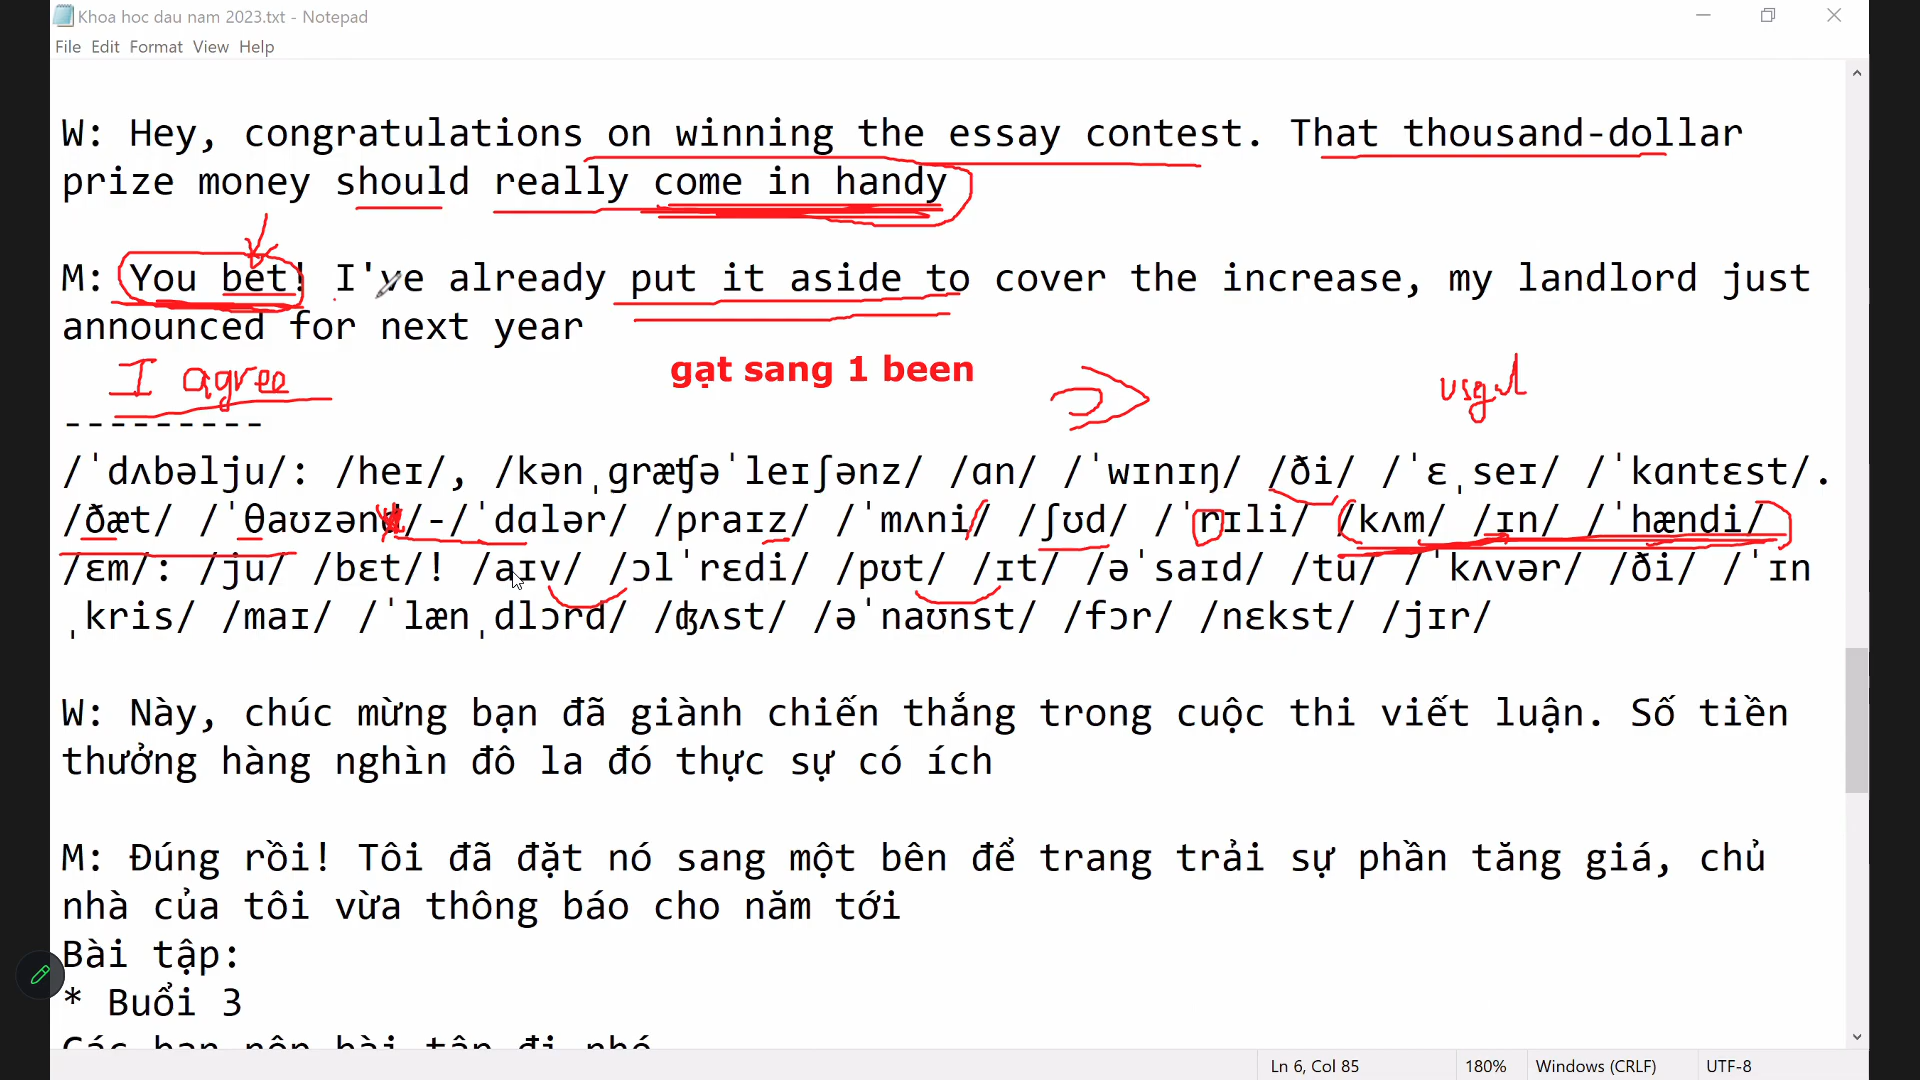 Khoa hoc dau nam 2023.txt - Notepad
File Edit Format View Help
W: Hey, congratulations on winning the essay contest. That thousand-dollar
prize money should really come in handy
M: You bet! I've already put it aside to cover the increase, my landlord just
announced for next year
I agree
gạt sang 1 been
---------
/ˈdʌbəlju/: /heɪ/, /kənˌɡræʧəˈleɪʃənz/ /ɑn/ /ˈwɪnɪŋ/ /ði/ /ˈɛˌseɪ/ /ˈkɑntɛst/.
/ðæt/ /ˈθaʊzənd/-/ˈdɑlər/ /praɪz/ /ˈmʌni/ /ʃʊd/ /ˈrɪli/ /kʌm/ /ɪn/ /ˈhændi/
/ɛm/: /ju/ /bɛt/! /aɪv/ /ɔlˈrɛdi/ /pʊt/ /ɪt/ /əˈsaɪd/ /tu/ /ˈkʌvər/ /ði/ /ˈɪn
ˌkris/ /maɪ/ /ˈlænˌdlɔrd/ /ʤʌst/ /əˈnaʊnst/ /fɔr/ /nɛkst/ /jɪr/
W: Này, chúc mừng bạn đã giành chiến thắng trong cuộc thi viết luận. Số tiền
thưởng hàng nghìn đô la đó thực sự có ích
M: Đúng rồi! Tôi đã đặt nó sang một bên để trang trải sự phần tăng giá, chủ
nhà của tôi vừa thông báo cho năm tới
Bài tập:
* Buổi 3
Các bạn nộp bài tập đi nhé
Ln 6, Col 85 180% Windows (CRLF) UTF-8